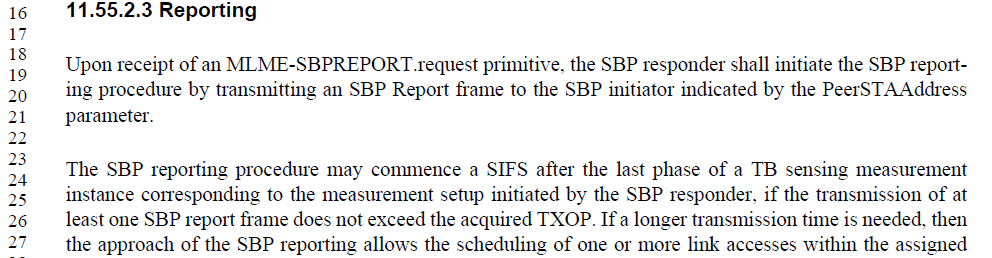 16 11.55.2.3 Reporting
17
18
19 Upon receipt of an MLME-SBPREPORT.request primitive, the SBP responder shall initiate the SBP report-
20 ing procedure by transmitting an SBP Report frame to the SBP initiator indicated by the PeerSTAAddress
21 parameter.
22
23
24 The SBP reporting procedure may commence a SIFS after the last phase of a TB sensing measurement
25 instance corresponding to the measurement setup initiated by the SBP responder, if the transmission of at
26 least one SBP report frame does not exceed the acquired TXOP. If a longer transmission time is needed, then
27 the approach of the SBP reporting allows the scheduling of one or more link accesses within the assigned